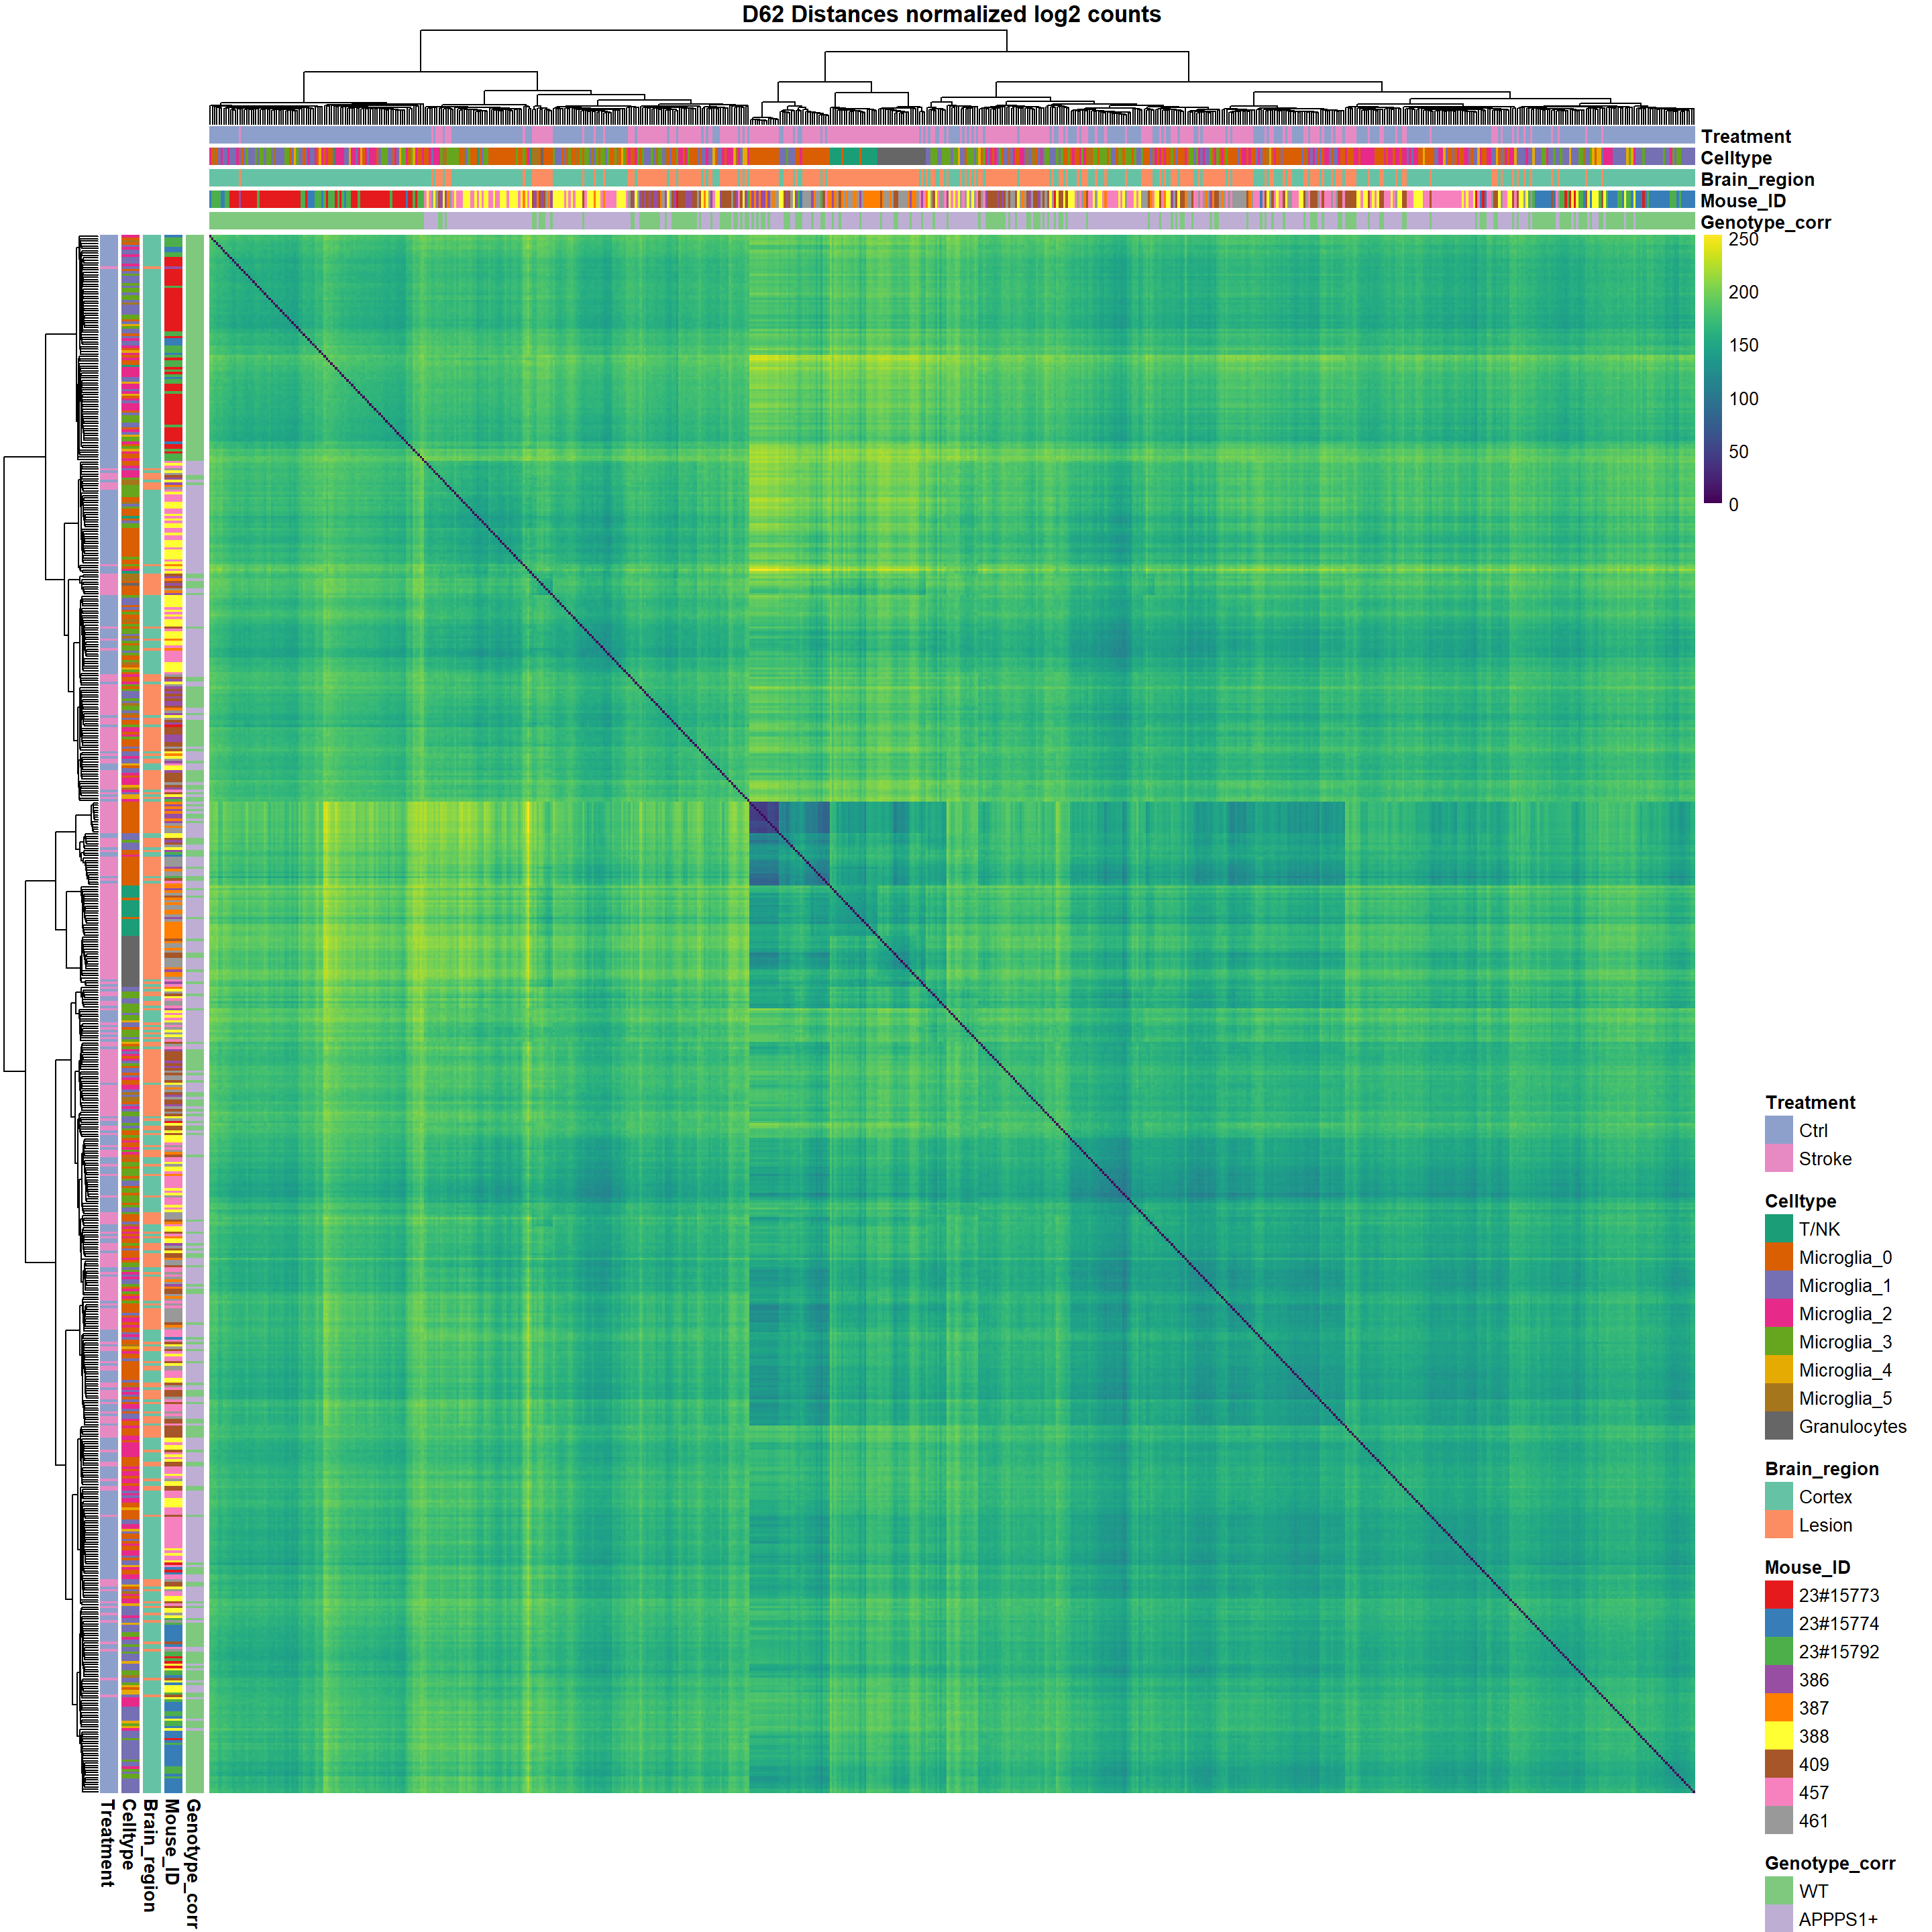 D62 Distances normalized log2 counts
Treatment
Celltype
Brain_region
Mouse_ID
Genotype_corr
250
200
150
100
50
0
Treatment
Ctrl
Stroke
Celltype
T/NK
Microglia_0
Microglia_1
Microglia_2
Microglia_3
Microglia_4
Microglia_5
Granulocytes
Brain_region
Cortex
Lesion
Mouse_ID
23#15773
23#15774
23#15792
386
387
388
409
457
461
Genotype_corr
WT
APPPS1+
Treatment
Celltype
Brain_region
Mouse_ID
Genotype_corr